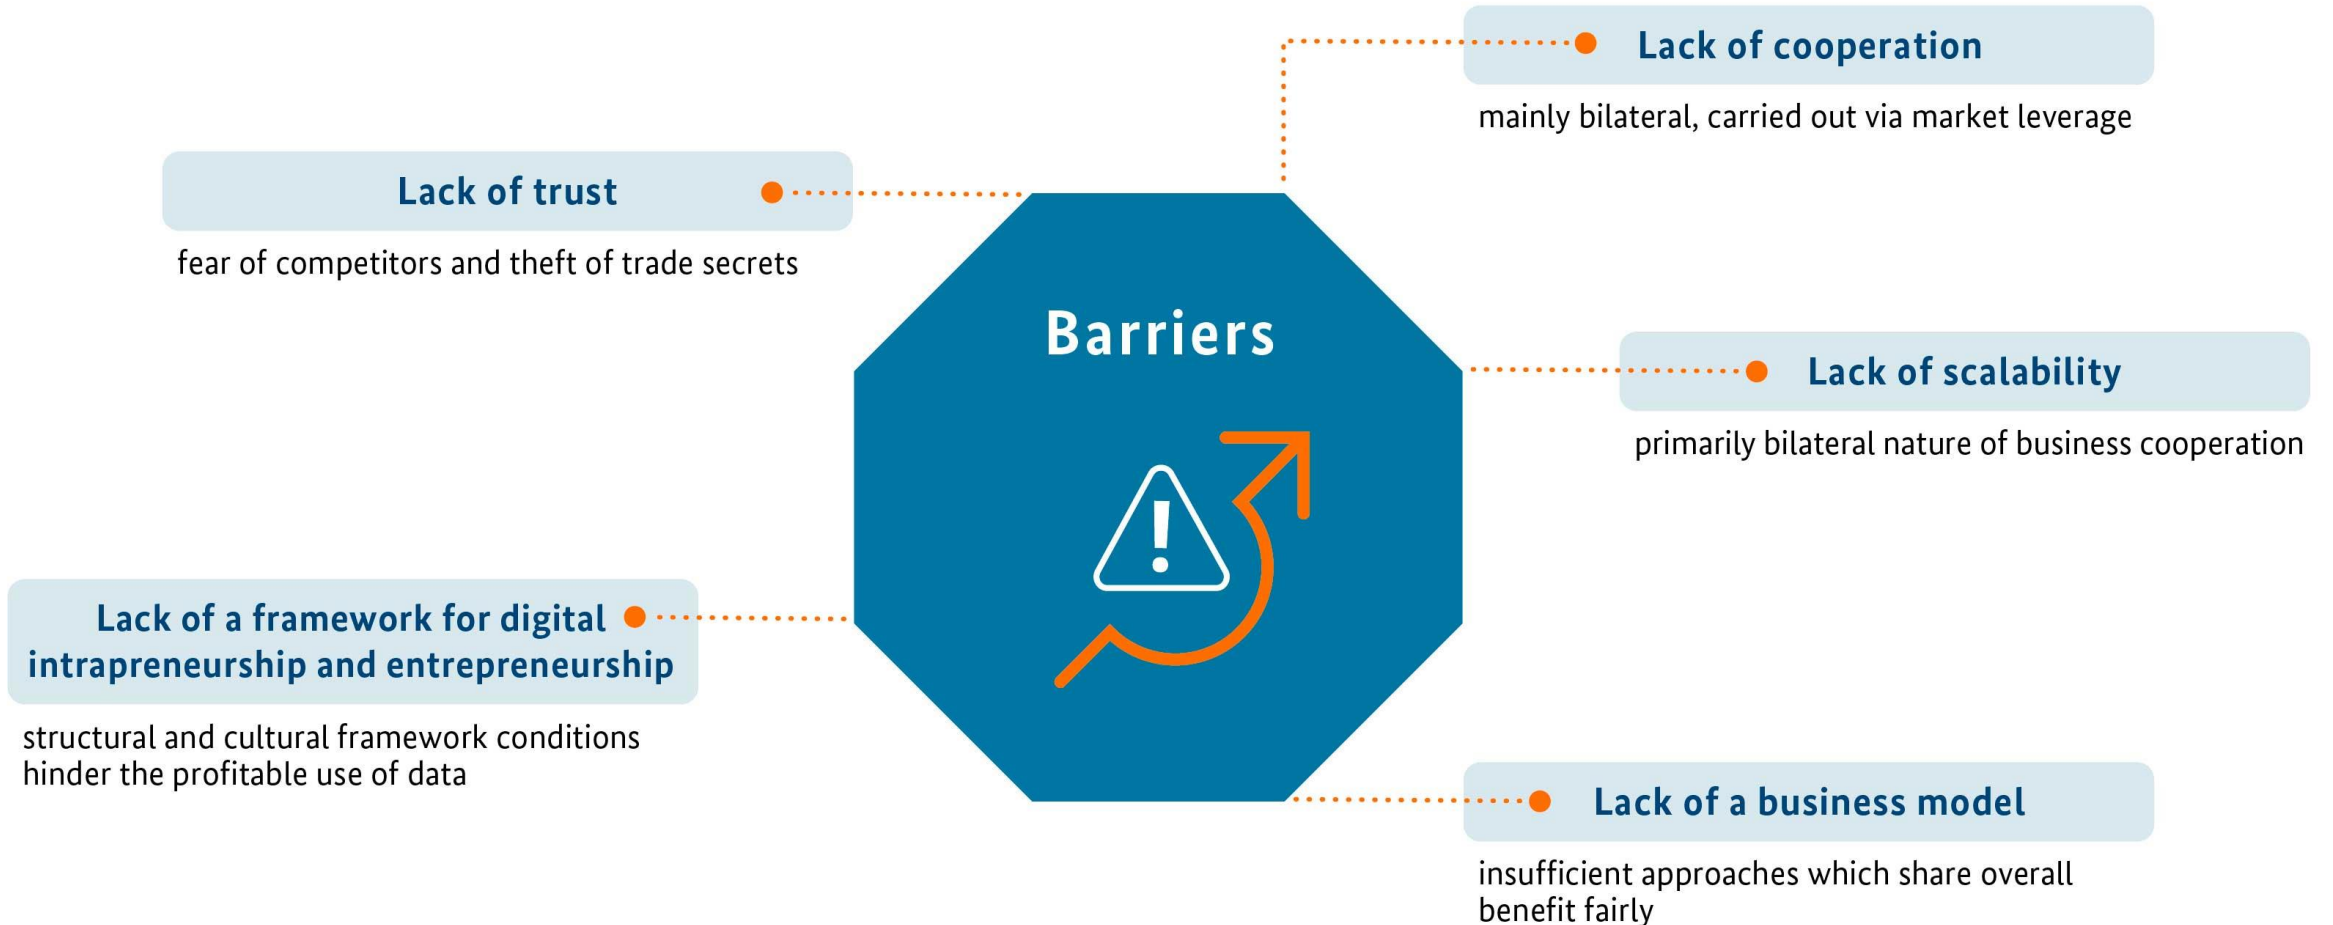 Lack of cooperation
mainly bilateral, carried out via market leverage
Lack of trust
fear of competitors and theft of trade secrets
Barriers
!
Lack of scalability
primarily bilateral nature of business cooperation
Lack of a framework for digital
intrapreneurship and entrepreneurship
structural and cultural framework conditions
hinder the profitable use of data
Lack of a business model
insufficient approaches which share overall
benefit fairly